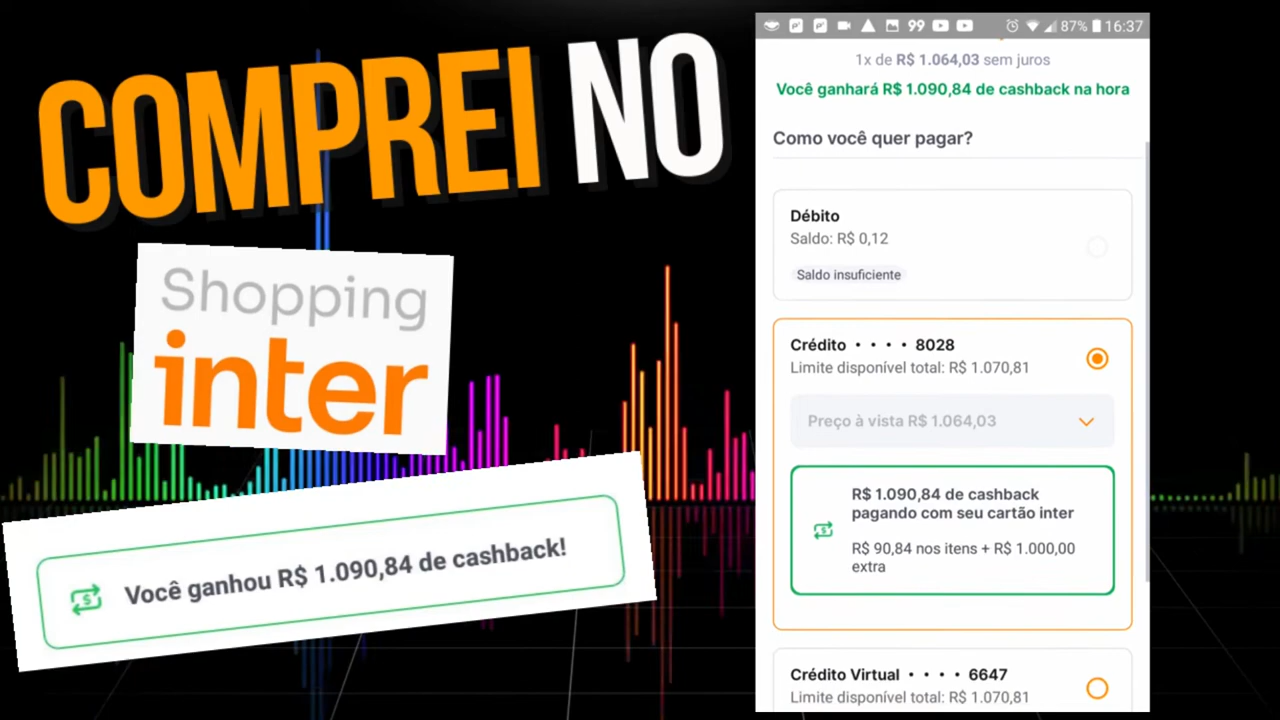 COMPREI NO
Shopping
inter
Você ganhou R$ 1.090,84 de cashback!
99 87% 16:37
1x de R$ 1.064,03 sem juros
Você ganhará R$ 1.090,84 de cashback na hora
Como você quer pagar?
Débito
Saldo: R$ 0,12
Saldo insuficiente
Crédito • • • • 8028
Limite disponível total: R$ 1.070,81
Preço à vista R$ 1.064,03
R$ 1.090,84 de cashback
pagando com seu cartão inter
R$ 90,84 nos itens + R$ 1.000,00
extra
Crédito Virtual • • • • 6647
Limite disponível total: R$ 1.070,81